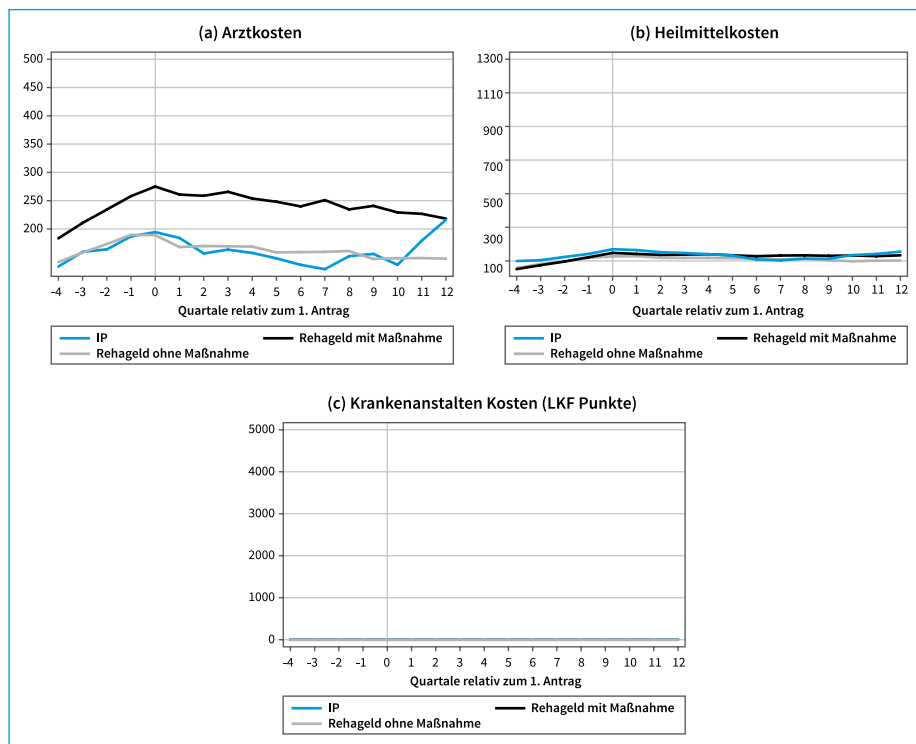 (a) Arztkosten
500
450
400
350
300
250
200
-4 -3 -2 -1 0 1 2 3 4 5 6 7 8 9 10 11 12
Quartale relativ zum 1. Antrag
IP Rehageld mit Maßnahme
Rehageld ohne Maßnahme
(b) Heilmittelkosten
1300
1110
900
700
500
300
100
-4 -3 -2 -1 0 1 2 3 4 5 6 7 8 9 10 11 12
Quartale relativ zum 1. Antrag
IP Rehageld mit Maßnahme
Rehageld ohne Maßnahme
(c) Krankenanstalten Kosten (LKF Punkte)
5000
4000
3000
2000
1000
0
-4 -3 -2 -1 0 1 2 3 4 5 6 7 8 9 10 11 12
Quartale relativ zum 1. Antrag
IP Rehageld mit Maßnahme
Rehageld ohne Maßnahme